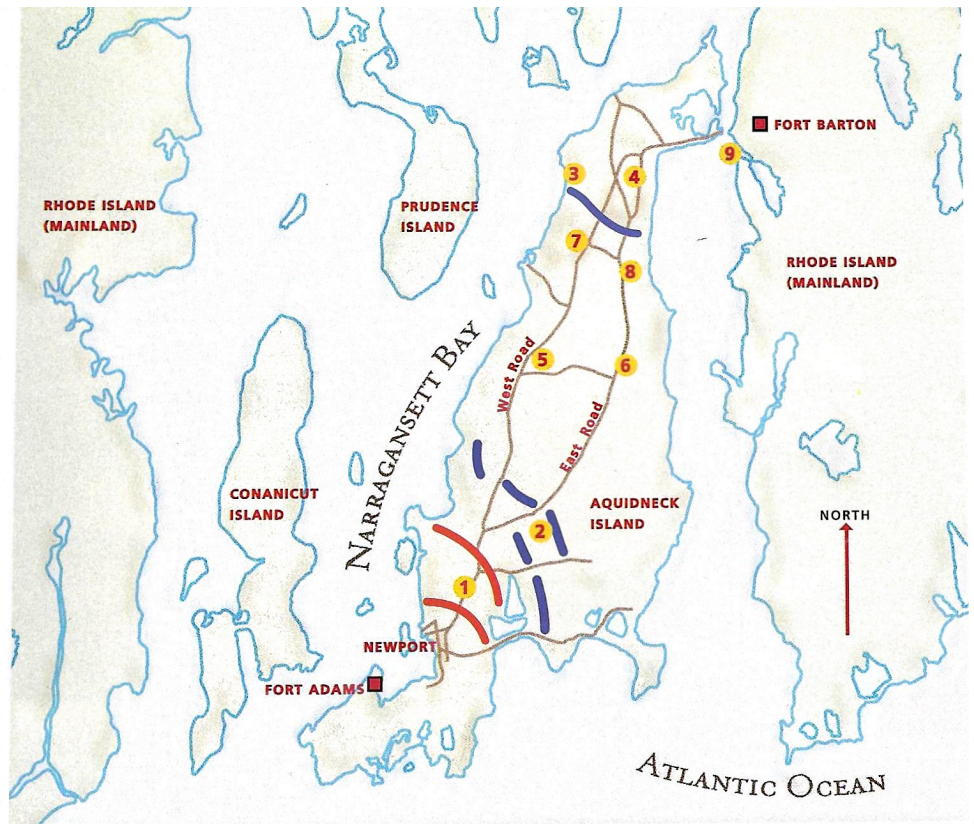 FORT BARTON
9
3
4
RHODE ISLAND
(MAINLAND)
PRUDENCE
ISLAND
7
8
RHODE ISLAND
(MAINLAND)
5
6
West Road
East Road
NARRAGANSETT BAY
CONANICUT
ISLAND
AQUIDNECK
ISLAND
2
NORTH
1
NEWPORT
FORT ADAMS
ATLANTIC OCEAN